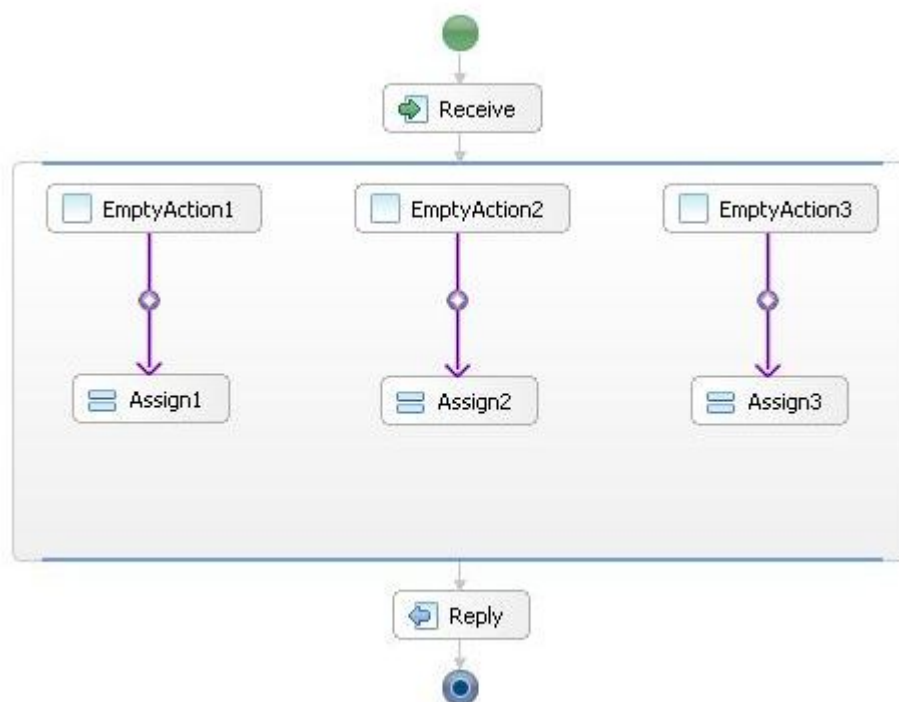 Receive
EmptyAction1
EmptyAction2
EmptyAction3
Assign1
Assign2
Assign3
Reply